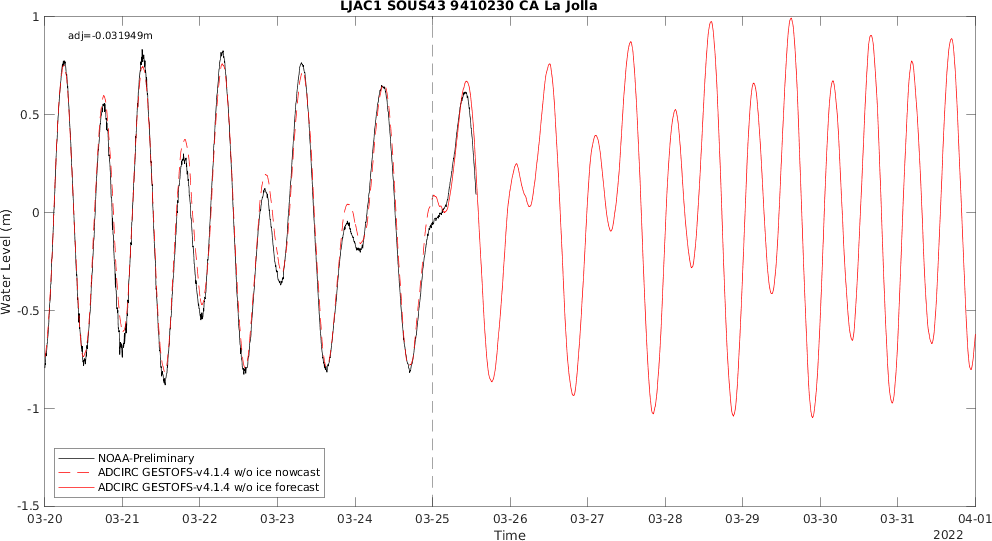 LJAC1 SOUS43 9410230 CA La Jolla
adj=-0.031949m
1
0.5
0
-0.5
-1
-1.5
Water Level (m)
NOAA-Preliminary
ADCIRC GESTOFS-v4.1.4 w/o ice nowcast
ADCIRC GESTOFS-v4.1.4 w/o ice forecast
03-20 03-21 03-22 03-23 03-24 03-25 03-26 03-27 03-28 03-29 03-30 03-31 04-01
Time
2022